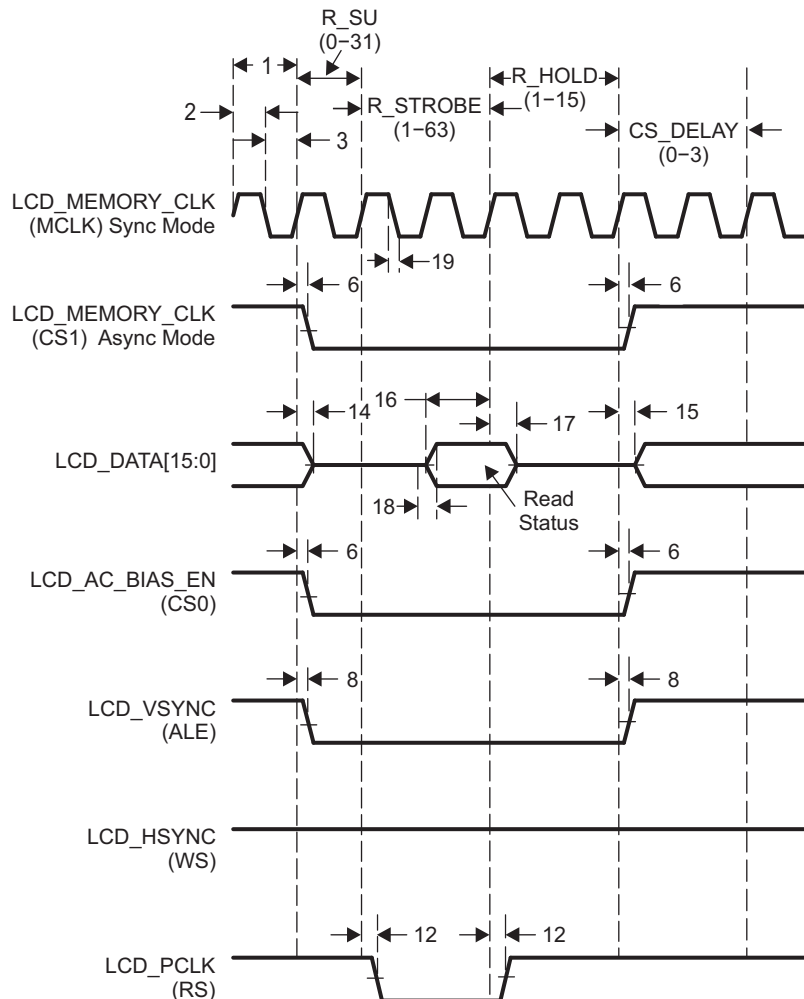 R_SU
(0−31)
1
R_HOLD
(1−15)
2
R_STROBE
(1−63)
CS_DELAY
(0−3)
3
LCD_MEMORY_CLK
(MCLK) Sync Mode
19
6
6
LCD_MEMORY_CLK
(CS1) Async Mode
16
14
17
15
LCD_DATA[15:0]
18
Read
Status
6
6
LCD_AC_BIAS_EN
(CS0)
8
8
LCD_VSYNC
(ALE)
LCD_HSYNC
(WS)
12
12
LCD_PCLK
(RS)